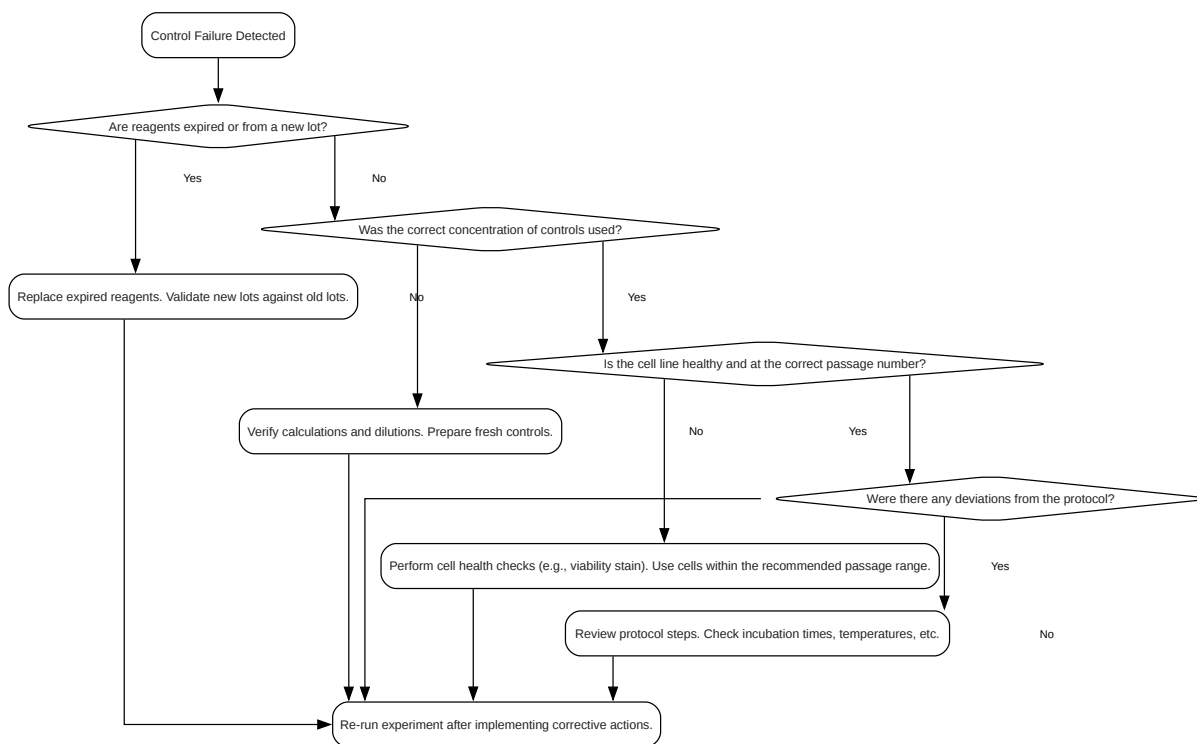 Control Failure Detected
Are reagents expired or from a new lot?
Yes
No
Was the correct concentration of controls used?
Replace expired reagents. Validate new lots against old lots.
No
Yes
Is the cell line healthy and at the correct passage number?
Verify calculations and dilutions. Prepare fresh controls.
No
Yes
Were there any deviations from the protocol?
Perform cell health checks (e.g., viability stain). Use cells within the recommended passage range.
Yes
Review protocol steps. Check incubation times, temperatures, etc.
No
Re-run experiment after implementing corrective actions.